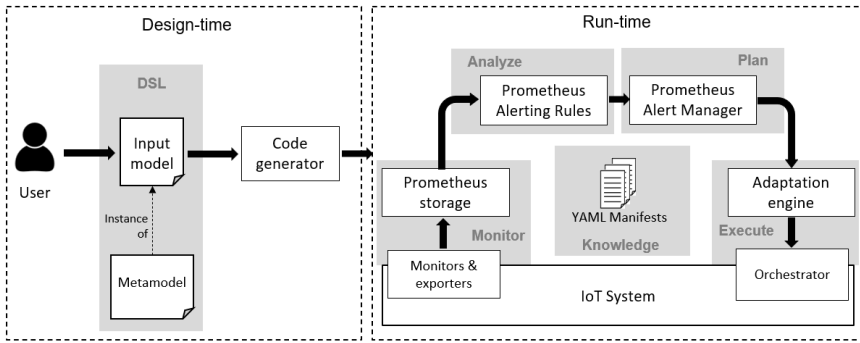 Design-time
DSL
User
Input
model
Code
generator
Instance
of
Metamodel
Run-time
Analyze
Prometheus
Alerting Rules
Plan
Prometheus
Alert Manager
Prometheus
storage
Monitor
Monitors &
exporters
YAML Manifests
Knowledge
Adaptation
engine
Execute
Orchestrator
IoT System